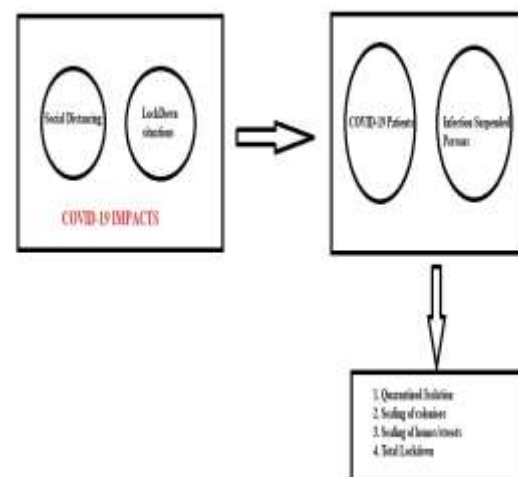 Social Distancing
LockDown
situations
COVID-19 IMPACTS
COVID-19 Patients
Infection Suspended
Persons
1. Quarantined Isolation
2. Sealing of colonies
3. Sealing of homes/streets
4. Total Lockdown